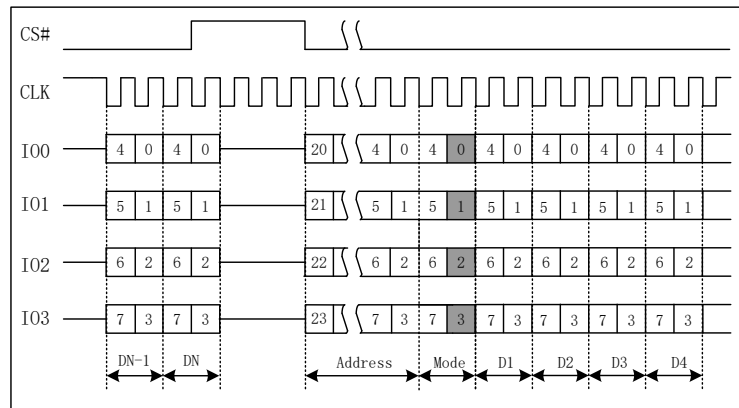 CS#
CLK
IO0 4 0 4 0 20 4 0 4 0 4 0 4 0 4 0 4 0
IO1 5 1 5 1 21 5 1 5 1 5 1 5 1 5 1 5 1
IO2 6 2 6 2 22 6 2 6 2 6 2 6 2 6 2 6 2
IO3 7 3 7 3 23 7 3 7 3 7 3 7 3 7 3 7 3
DN-1 DN Address Mode D1 D2 D3 D4